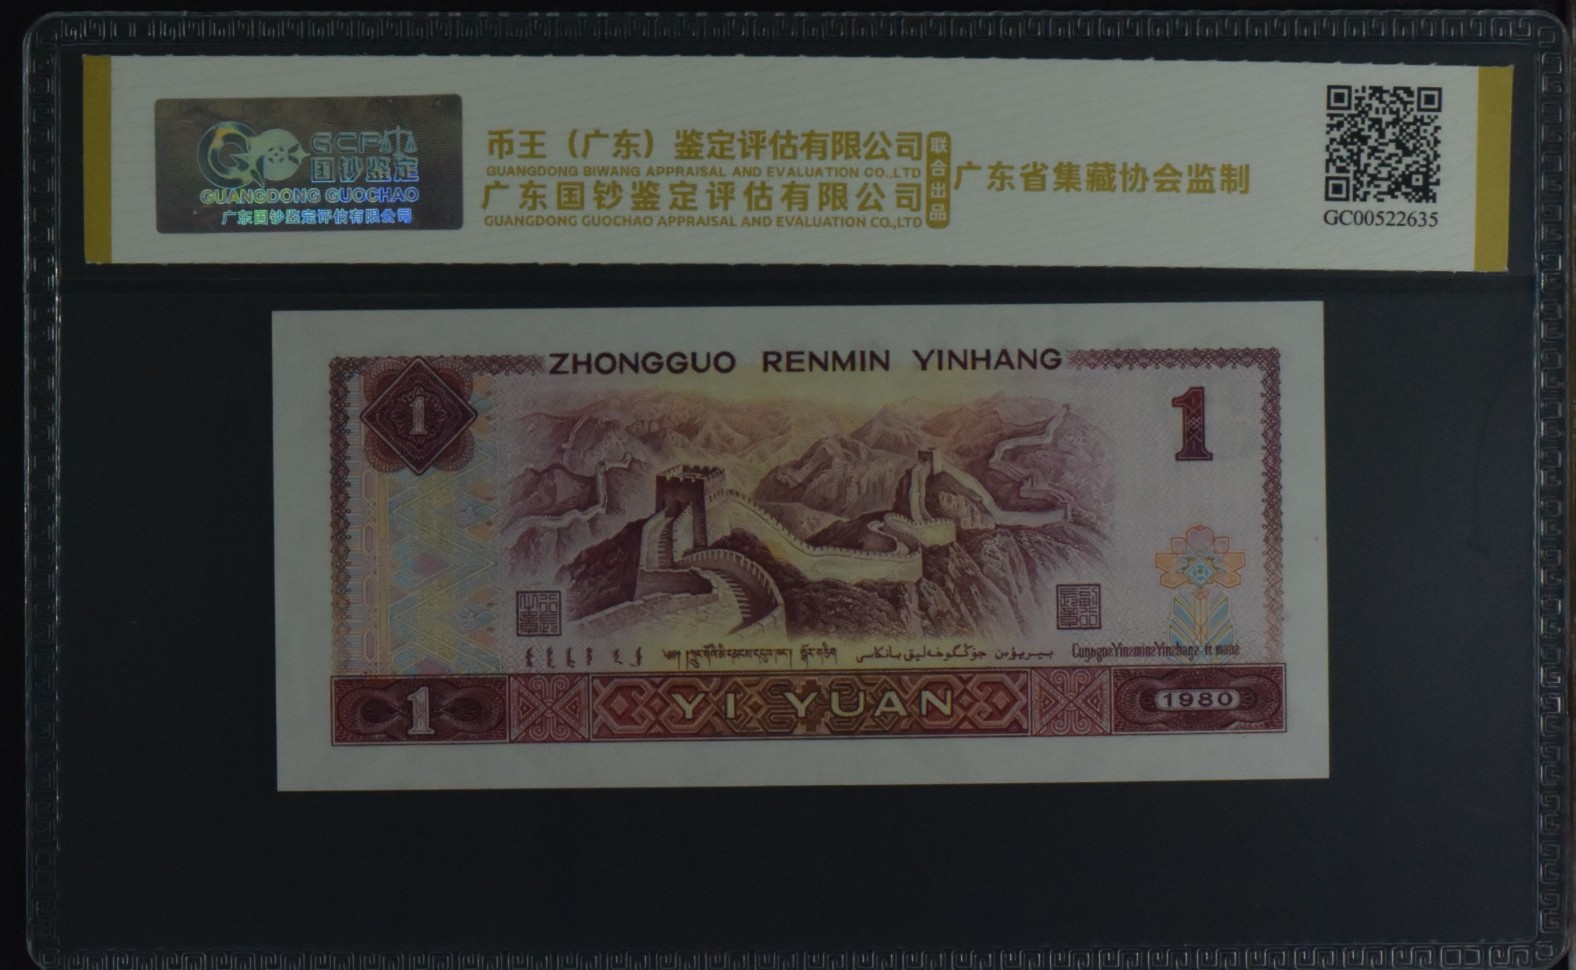 GCP
国钞鉴定
GUANGDONG GUOCHAO
广东国钞鉴定评估有限公司
币王（广东）鉴定评估有限公司
GUANGDONG BIWANG APPRAISAL AND EVALUATION CO.,LTD
广东国钞鉴定评估有限公司
GUANGDONG GUOCHAO APPRAISAL AND EVALUATION CO.,LTD
联合出品
广东省集藏协会监制
GC00522635
ZHONGGUO RENMIN YINHANG
1
1
1
YI YUAN
1980